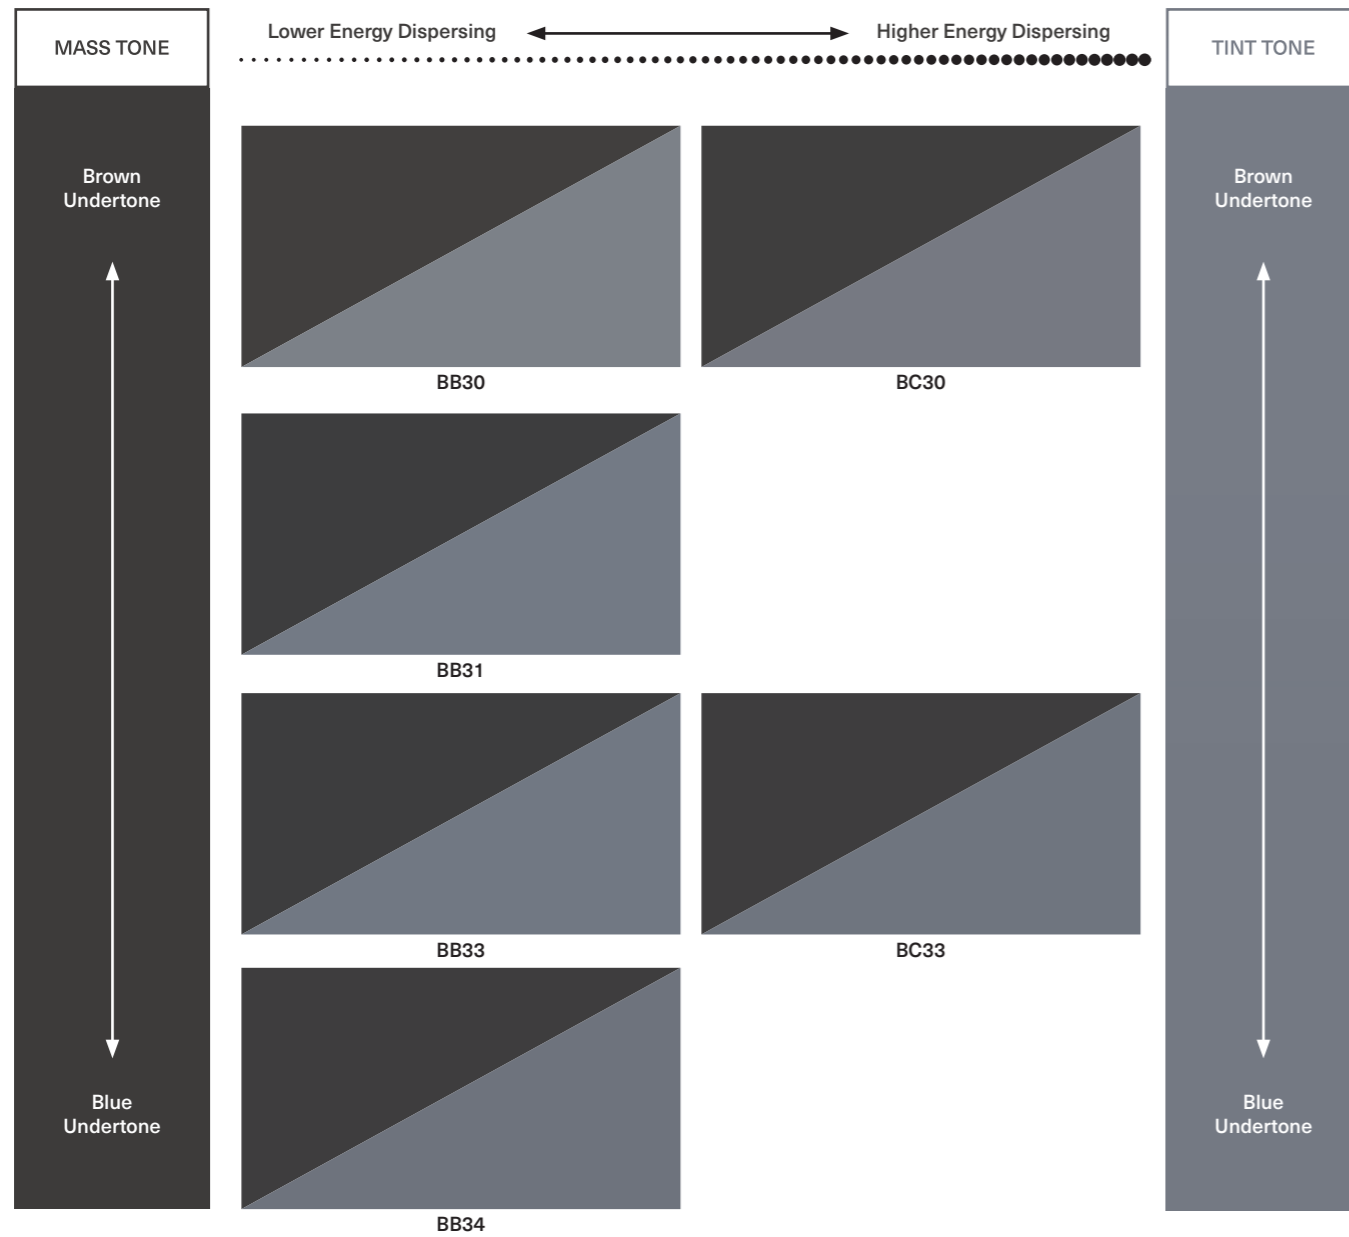 MASS TONE
Lower Energy Dispersing
Higher Energy Dispersing
TINT TONE
Brown
Undertone
Brown
Undertone
BB30
BC30
BB31
BB33
BC33
Blue
Undertone
Blue
Undertone
BB34